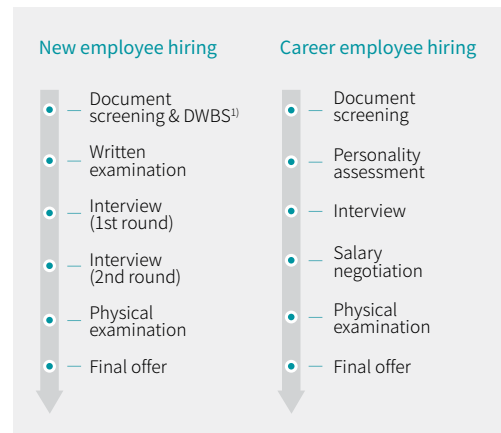 New employee hiring
Document
screening & DWBS1)
Written
examination
Interview
(1st round)
Interview
(2nd round)
Physical
examination
Final offer
Career employee hiring
Document
screening
Personality
assessment
Interview
Salary
negotiation
Physical
examination
Final offer